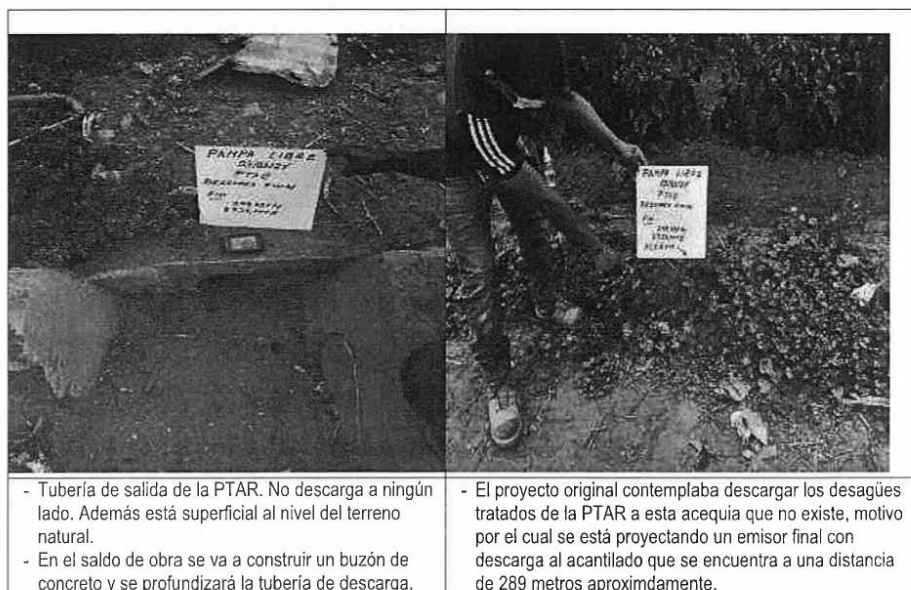 PAMPA LIBRE
PTAR
PAMPA LIBRE
PTAR
- Tubería de salida de la PTAR. No descarga a ningún
lado. Además está superficial al nivel del terreno
natural.
- En el saldo de obra se va a construir un buzón de
concreto y se profundizará la tubería de descarga.
- El proyecto original contemplaba descargar los desagües
tratados de la PTAR a esta acequia que no existe, motivo
por el cual se está proyectando un emisor final con
descarga al acantilado que se encuentra a una distancia
de 289 metros aproximdamente.